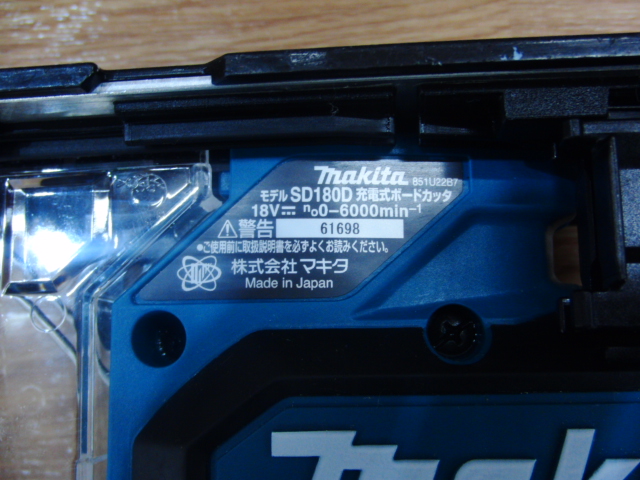 makita 851U22B7
モデル SD180D 充電式ボードカッタ
18V⎓ n₀0-6000min⁻¹
⚠警告 61698
●ご使用前に取扱説明書を必ずよくお読みください。
株式会社 マキタ
Made in Japan
mak